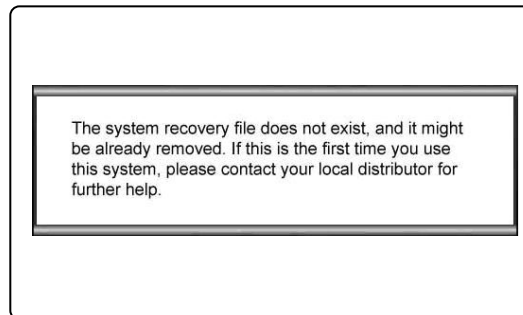 The system recovery file does not exist, and it might
be already removed. If this is the first time you use
this system, please contact your local distributor for
further help.